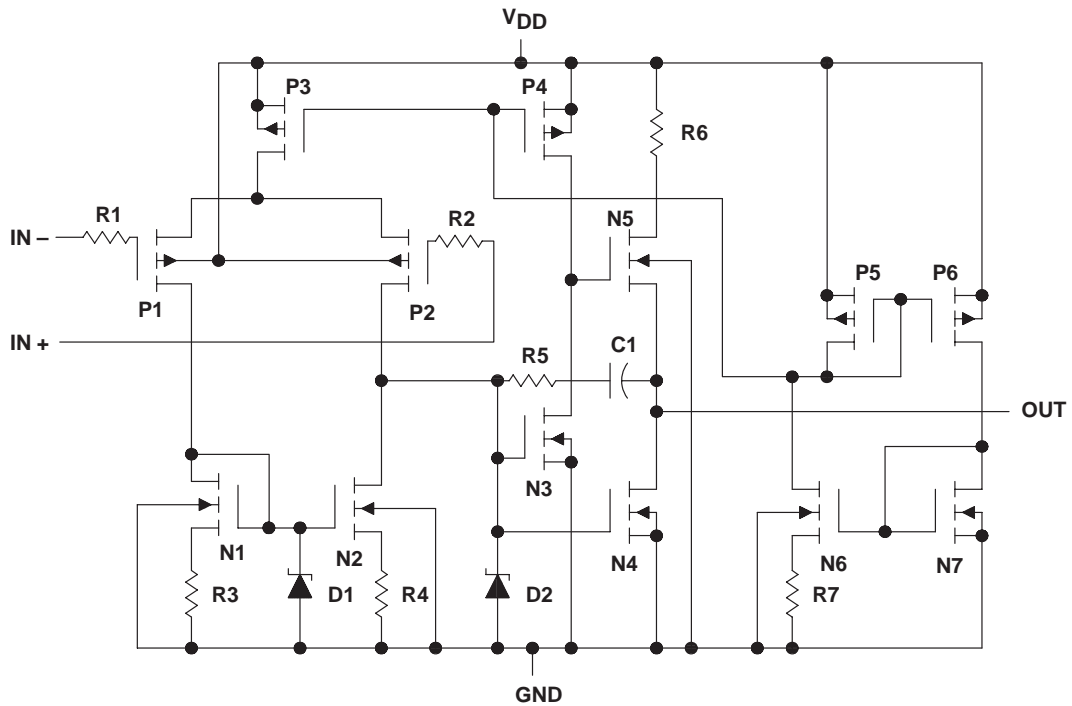 VDD
P3
P4
R6
R1
R2
N5
IN –
P5
P6
P1
P2
IN +
R5
C1
OUT
N3
N1
N2
N4
N6
N7
R3
D1
R4
D2
R7
GND